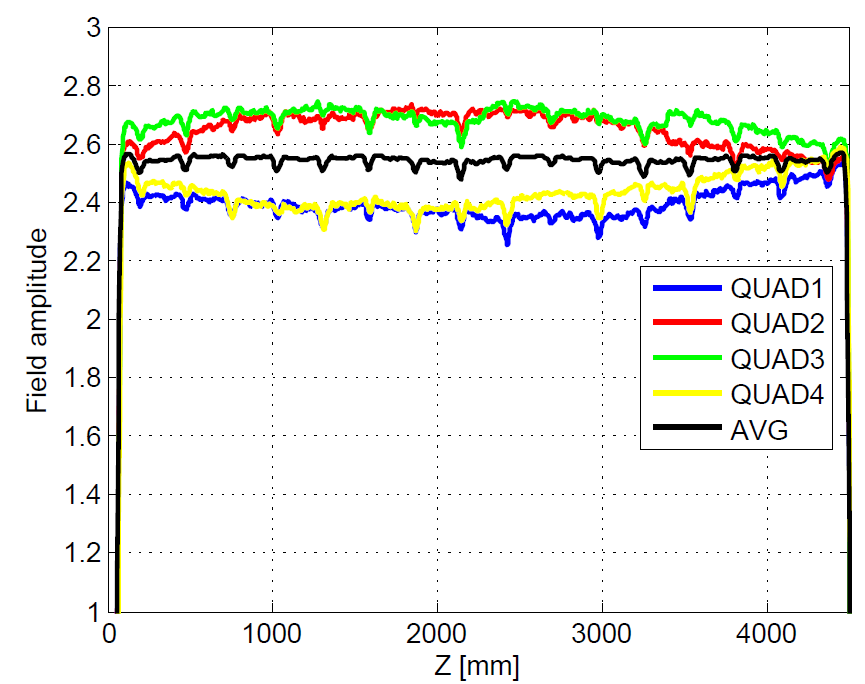 3
2.8
2.6
2.4
2.2
2
1.8
1.6
1.4
1.2
1
Field amplitude
QUAD1
QUAD2
QUAD3
QUAD4
AVG
0 1000 2000 3000 4000
Z [mm]